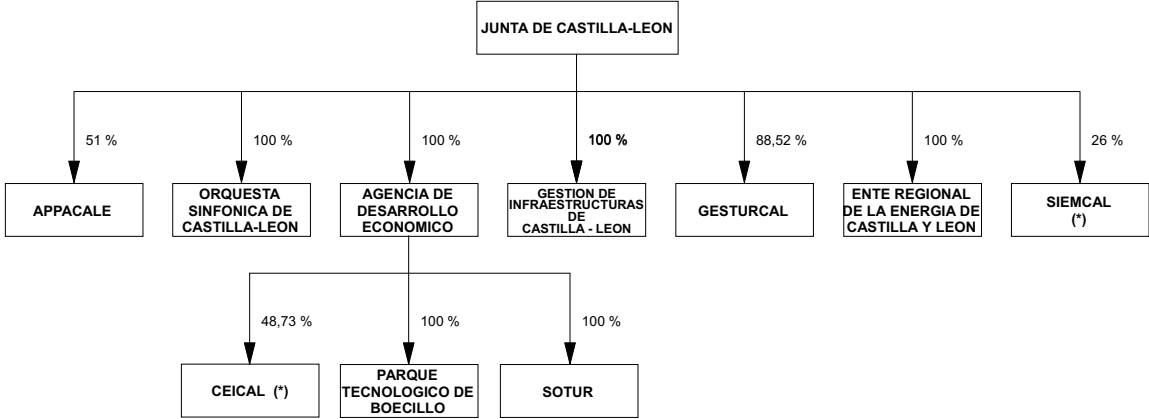 JUNTA DE CASTILLA-LEON
51 %
100 %
100 %
100 %
88,52 %
100 %
26 %
APPACALE
ORQUESTA
SINFONICA DE
CASTILLA-LEON
AGENCIA DE
DESARROLLO
ECONOMICO
GESTION DE
INFRAESTRUCTURAS
DE
CASTILLA - LEON
GESTURCAL
ENTE REGIONAL
DE LA ENERGIA DE
CASTILLA Y LEON
SIEMCAL
(*)
48,73 %
100 %
100 %
CEICAL (*)
PARQUE
TECNOLOGICO DE
BOECILLO
SOTUR